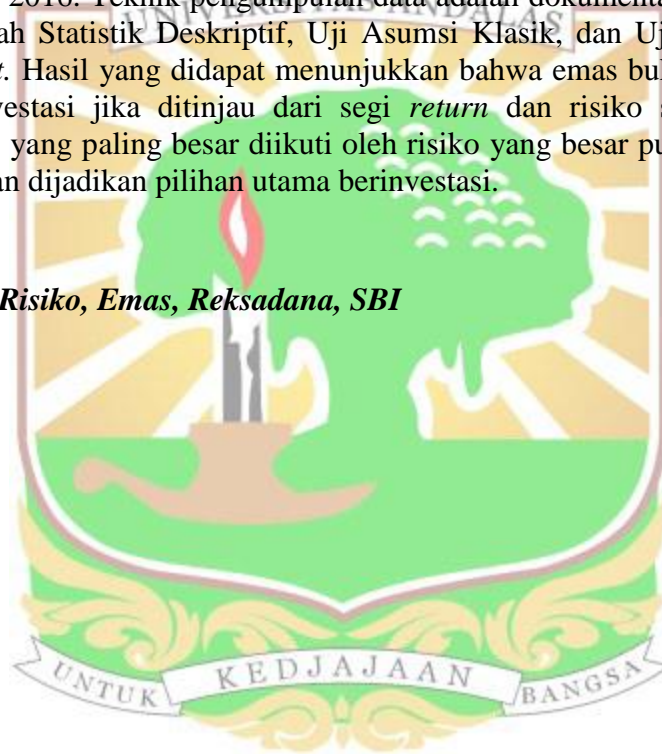 2016. Teknik pengumpulan data adalah dokumenta
UNIVERSITAS ANDALAS
ah Statistik Deskriptif, Uji Asumsi Klasik, dan Uj
t. Hasil yang didapat menunjukkan bahwa emas bul
vestasi jika ditinjau dari segi return dan risiko s
yang paling besar diikuti oleh risiko yang besar pu
an dijadikan pilihan utama berinvestasi.
Risiko, Emas, Reksadana, SBI
UNTUK KEDJAJAAN BANGSA